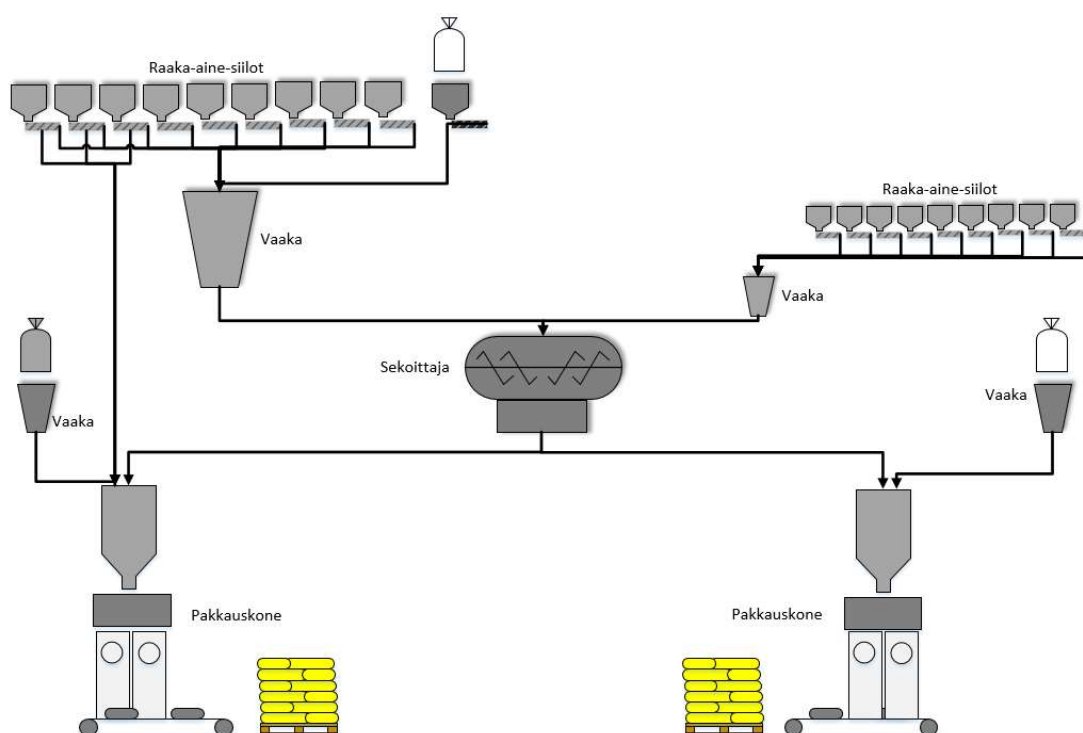 Raaka-aine-siilot
Raaka-aine-siilot
Vaaka
Vaaka
Sekoittaja
Vaaka
Vaaka
Pakkauskone
Pakkauskone